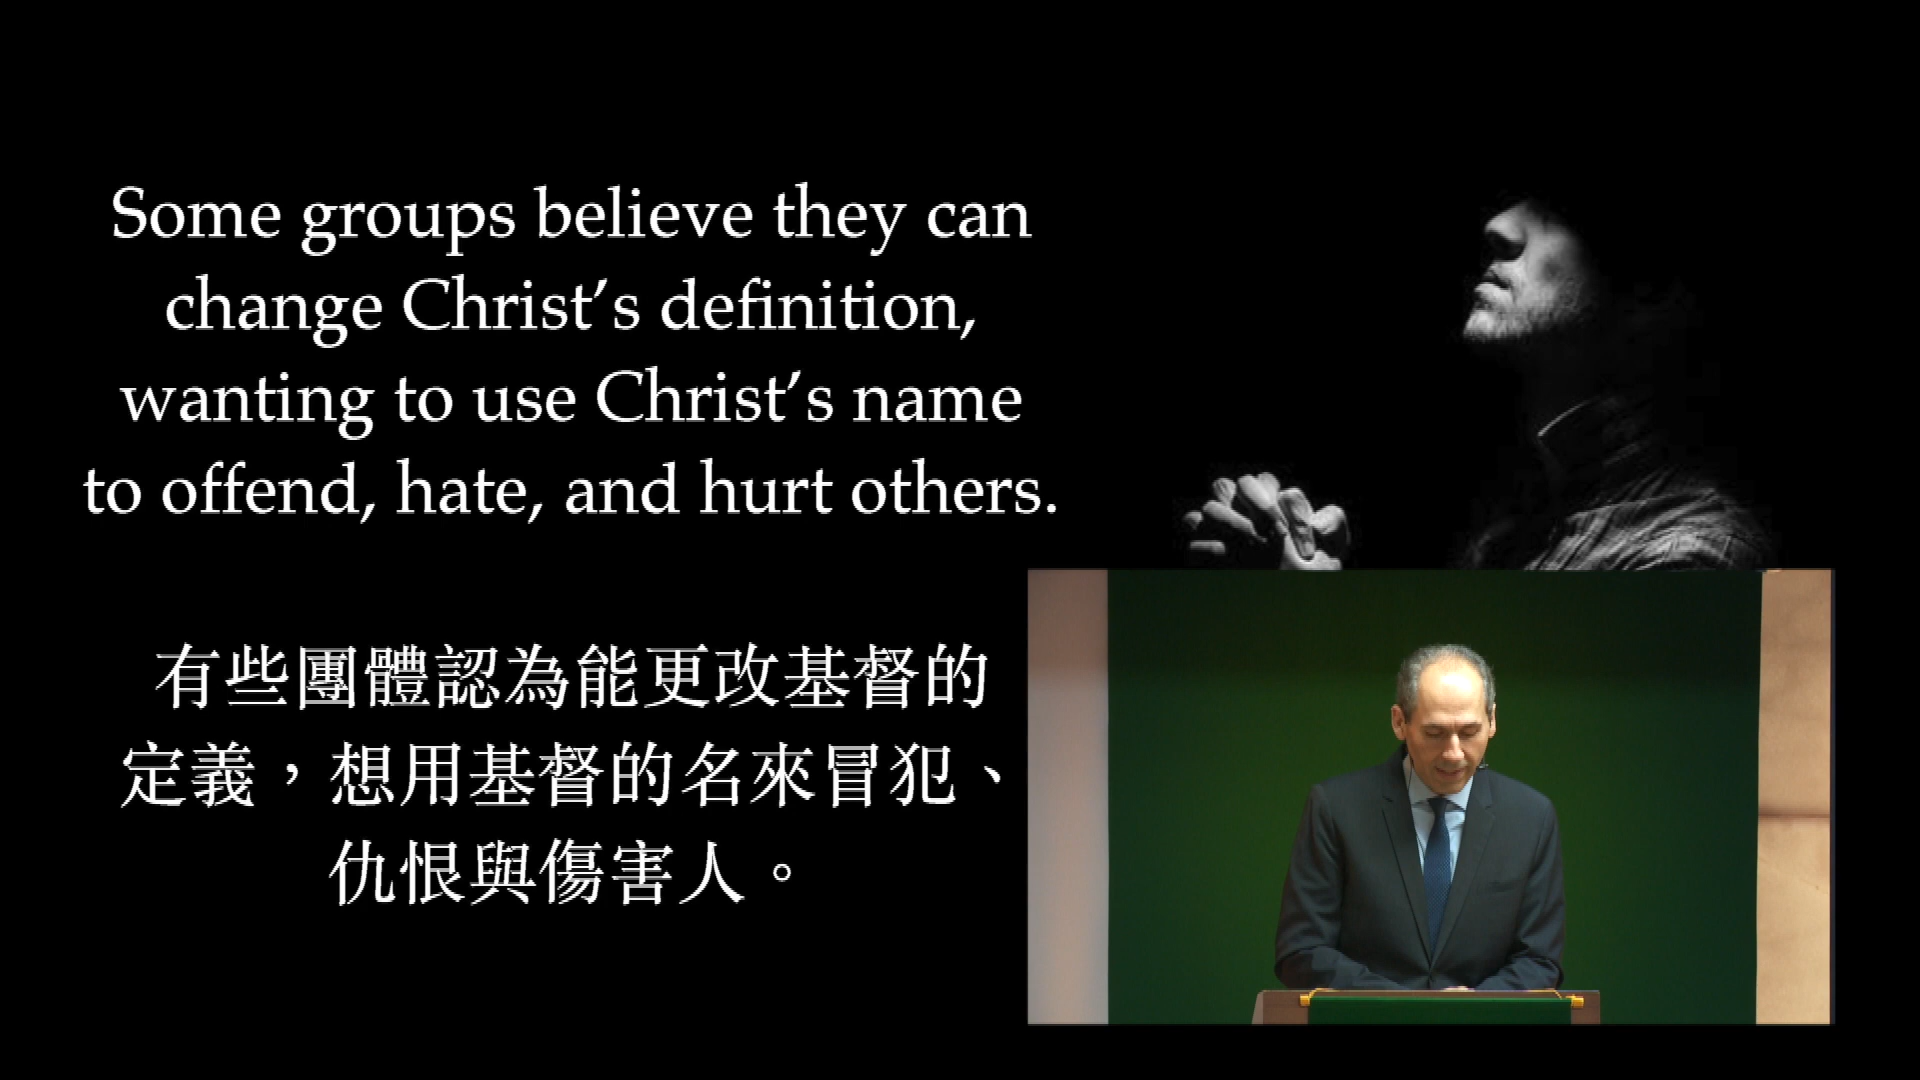 Some groups believe they can
change Christ’s definition,
wanting to use Christ’s name
to offend, hate, and hurt others.
有些團體認為能更改基督的
定義，想用基督的名來冒犯、
仇恨與傷害人。